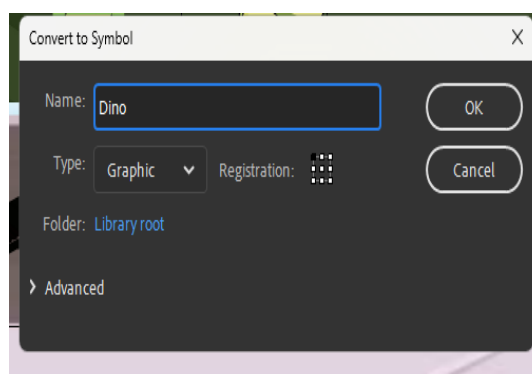 Convert to Symbol
Name: Dino
OK
Type: Graphic Registration:
Cancel
Folder: Library root
Advanced